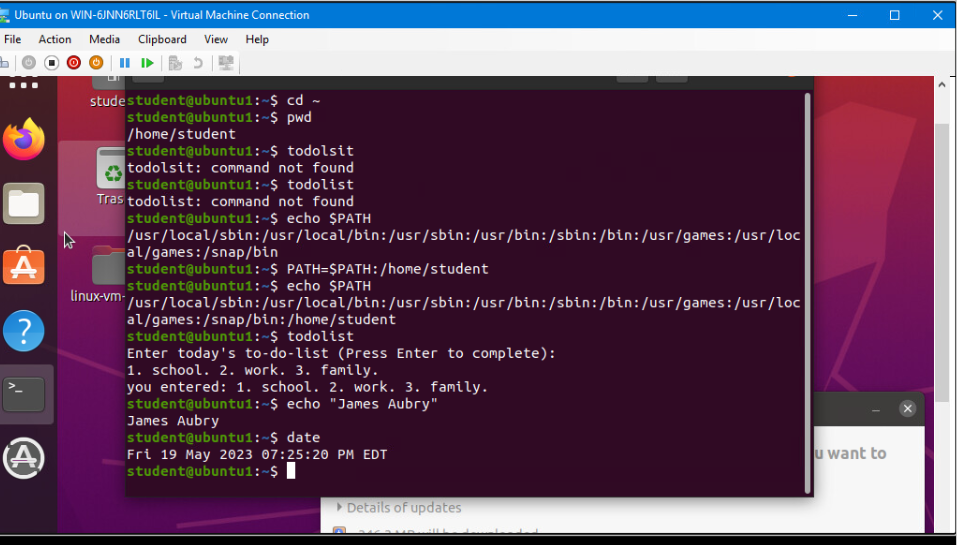 Ubuntu on WIN-6JNN6RLT6IL - Virtual Machine Connection
File Action Media Clipboard View Help
stude
student@ubuntu1:~$ cd ~
student@ubuntu1:~$ pwd
/home/student
student@ubuntu1:~$ todolsit
todolsit: command not found
student@ubuntu1:~$ todolist
Tras
todolist: command not found
student@ubuntu1:~$ echo $PATH
/usr/local/sbin:/usr/local/bin:/usr/sbin:/usr/bin:/sbin:/bin:/usr/games:/usr/loc
al/games:/snap/bin
student@ubuntu1:~$ PATH=$PATH:/home/student
student@ubuntu1:~$ echo $PATH
linux-vm-
/usr/local/sbin:/usr/local/bin:/usr/sbin:/usr/bin:/sbin:/bin:/usr/games:/usr/loc
al/games:/snap/bin:/home/student
student@ubuntu1:~$ todolist
Enter today's to-do-list (Press Enter to complete):
1. school. 2. work. 3. family.
you entered: 1. school. 2. work. 3. family.
student@ubuntu1:~$ echo "James Aubry"
James Aubry
student@ubuntu1:~$ date
Fri 19 May 2023 07:25:20 PM EDT
student@ubuntu1:~$
u want to
Details of updates